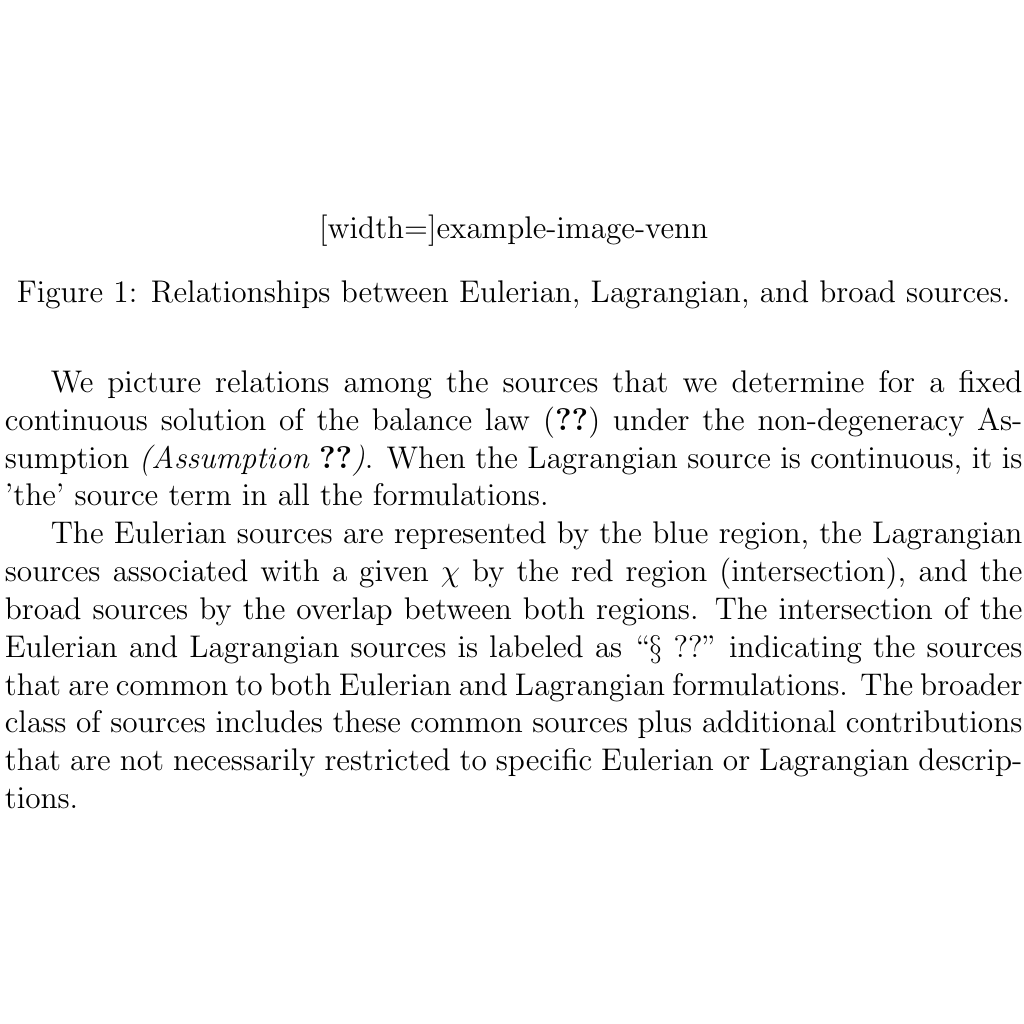 [width=]example-image-venn
Figure 1: Relationships between Eulerian, Lagrangian, and broad sources.
We picture relations among the sources that we determine for a fixed
continuous solution of the balance law (??) under the non-degeneracy As-
sumption (Assumption ??). When the Lagrangian source is continuous, it is
’the’ source term in all the formulations.
The Eulerian sources are represented by the blue region, the Lagrangian
sources associated with a given χ by the red region (intersection), and the
broad sources by the overlap between both regions. The intersection of the
Eulerian and Lagrangian sources is labeled as “§ ??” indicating the sources
that are common to both Eulerian and Lagrangian formulations. The broader
class of sources includes these common sources plus additional contributions
that are not necessarily restricted to specific Eulerian or Lagrangian descrip-
tions.